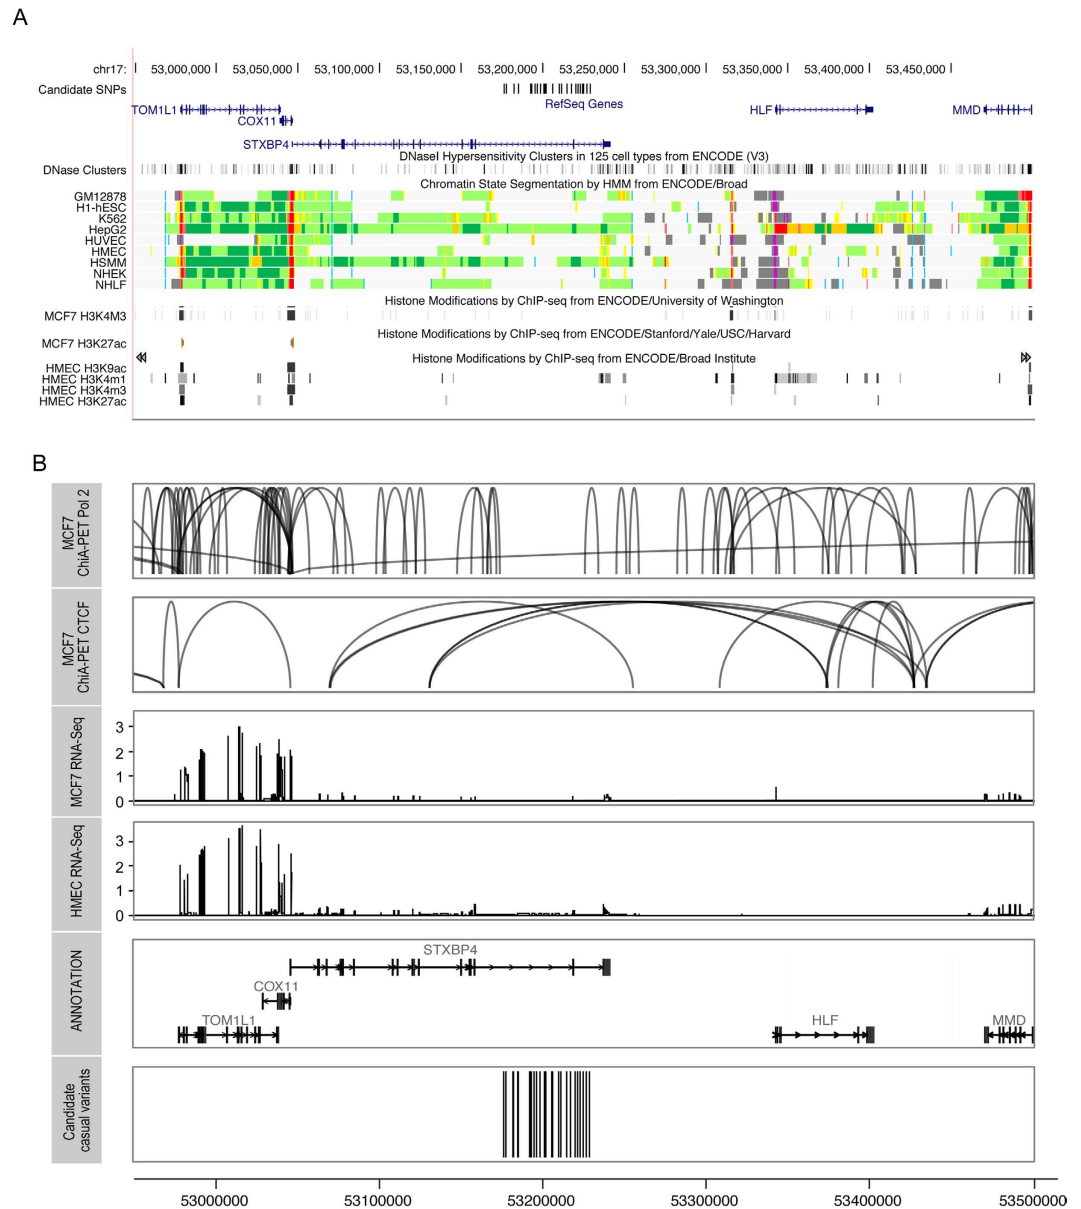 A
chr17: 53,000,000 53,050,000 53,100,000 53,150,000 53,200,000 53,250,000 53,300,000 53,350,000 53,400,000 53,450,000
Candidate SNPs
RefSeq Genes
TOM1L1 HLF MMD
COX11
STXBP4
DNaseI Hypersensitivity Clusters in 125 cell types from ENCODE (V3)
DNase Clusters
Chromatin State Segmentation by HMM from ENCODE/Broad
GM12878
H1-hESC
K562
HepG2
HUVEC
HMEC
HSMM
NHEK
NHLF
Histone Modifications by ChIP-seq from ENCODE/University of Washington
MCF7 H3K4M3
Histone Modifications by ChIP-seq from ENCODE/Stanford/Yale/USC/Harvard
MCF7 H3K27ac
Histone Modifications by ChIP-seq from ENCODE/Broad Institute
HMEC H3K9ac
HMEC H3K4m1
HMEC H3K4m3
HMEC H3K27ac
B
MCF7
ChiA-PET Pol 2
MCF7
ChiA-PET CTCF
MCF7 RNA-Seq
3
2
1
0
HMEC RNA-Seq
3
2
1
0
ANNOTATION
STXBP4
COX11
TOM1L1 HLF MMD
Candidate
casual variants
53000000 53100000 53200000 53300000 53400000 53500000